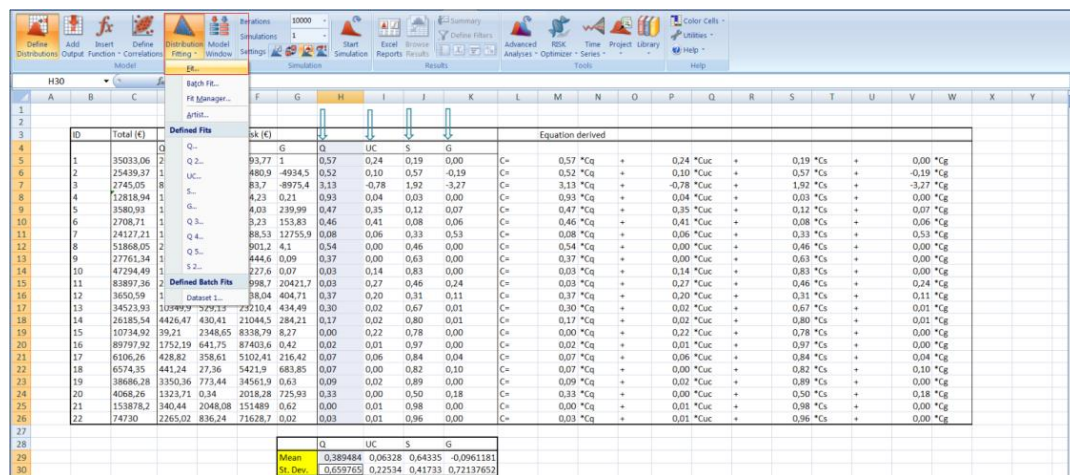 Define Distributions Add Output Insert Function Define Correlations Distribution Fitting Model Window Iterations 10000 Simulations 1 Settings Start Simulation Excel Reports Browse Results Summary Define Filters Advanced Analyses RISK Optimizer Time Series Project Library Color Cells Utilities Help
Model Simulation Results Tools Help
H30
Fit...
Batch Fit...
Fit Manager...
Artist...
Defined Fits
Q...
Q 2...
UC...
S...
G...
Q 3...
Q 4...
Q 5...
S 2...
Defined Batch Fits
Dataset 1...
A B C F G H I J K L M N O P Q R S T U V W X Y
ID Total (€) sk (€) Equation derived
Q G Q UC S G
1 35033,06 93,77 1 0,57 0,24 0,19 0,00 C= 0,57 *Cq + 0,24 *Cuc + 0,19 *Cs + 0,00 *Cg
2 25439,37 480,9 -4934,5 0,52 0,10 0,57 -0,19 C= 0,52 *Cq + 0,10 *Cuc + 0,57 *Cs + -0,19 *Cg
3 2745,05 83,7 -8975,4 3,13 -0,78 1,92 -3,27 C= 3,13 *Cq + -0,78 *Cuc + 1,92 *Cs + -3,27 *Cg
4 12818,94 4,23 0,21 0,93 0,04 0,03 0,00 C= 0,93 *Cq + 0,04 *Cuc + 0,03 *Cs + 0,00 *Cg
5 3580,93 4,03 239,99 0,47 0,35 0,12 0,07 C= 0,47 *Cq + 0,35 *Cuc + 0,12 *Cs + 0,07 *Cg
6 2708,71 3,23 153,83 0,46 0,41 0,08 0,06 C= 0,46 *Cq + 0,41 *Cuc + 0,08 *Cs + 0,06 *Cg
7 24127,21 88,53 12755,9 0,08 0,06 0,33 0,53 C= 0,08 *Cq + 0,06 *Cuc + 0,33 *Cs + 0,53 *Cg
8 51868,05 901,2 4,1 0,54 0,00 0,46 0,00 C= 0,54 *Cq + 0,00 *Cuc + 0,46 *Cs + 0,00 *Cg
9 27761,34 444,6 0,09 0,37 0,00 0,63 0,00 C= 0,37 *Cq + 0,00 *Cuc + 0,63 *Cs + 0,00 *Cg
10 47294,49 227,6 0,07 0,03 0,14 0,83 0,00 C= 0,03 *Cq + 0,14 *Cuc + 0,83 *Cs + 0,00 *Cg
11 83897,36 998,7 20421,7 0,03 0,27 0,46 0,24 C= 0,03 *Cq + 0,27 *Cuc + 0,46 *Cs + 0,24 *Cg
12 3650,59 38,04 404,71 0,37 0,20 0,31 0,11 C= 0,37 *Cq + 0,20 *Cuc + 0,31 *Cs + 0,11 *Cg
13 34523,93 10349,9 529,13 23210,4 434,49 0,30 0,02 0,67 0,01 C= 0,30 *Cq + 0,02 *Cuc + 0,67 *Cs + 0,01 *Cg
14 26185,54 4426,47 430,41 21044,5 284,21 0,17 0,02 0,80 0,01 C= 0,17 *Cq + 0,02 *Cuc + 0,80 *Cs + 0,01 *Cg
15 10734,92 39,21 2348,65 8338,79 8,27 0,00 0,22 0,78 0,00 C= 0,00 *Cq + 0,22 *Cuc + 0,78 *Cs + 0,00 *Cg
16 89797,92 1752,19 641,75 87403,6 0,42 0,02 0,01 0,97 0,00 C= 0,02 *Cq + 0,01 *Cuc + 0,97 *Cs + 0,00 *Cg
17 6106,26 428,82 358,61 5102,41 216,42 0,07 0,06 0,84 0,04 C= 0,07 *Cq + 0,06 *Cuc + 0,84 *Cs + 0,04 *Cg
18 6574,35 441,24 27,36 5421,9 683,85 0,07 0,00 0,82 0,10 C= 0,07 *Cq + 0,00 *Cuc + 0,82 *Cs + 0,10 *Cg
19 38686,28 3350,36 773,44 34561,9 0,63 0,09 0,02 0,89 0,00 C= 0,09 *Cq + 0,02 *Cuc + 0,89 *Cs + 0,00 *Cg
20 4068,26 1323,71 0,34 2018,28 725,93 0,33 0,00 0,50 0,18 C= 0,33 *Cq + 0,00 *Cuc + 0,50 *Cs + 0,18 *Cg
21 153878,2 340,44 2048,08 151489 0,62 0,00 0,01 0,98 0,00 C= 0,00 *Cq + 0,01 *Cuc + 0,98 *Cs + 0,00 *Cg
22 74730 2265,02 836,24 71628,7 0,02 0,03 0,01 0,96 0,00 C= 0,03 *Cq + 0,01 *Cuc + 0,96 *Cs + 0,00 *Cg
Q UC S G
Mean 0,389484 0,06328 0,64335 -0,0961181
St. Dev. 0,659765 0,22534 0,41733 0,72137652